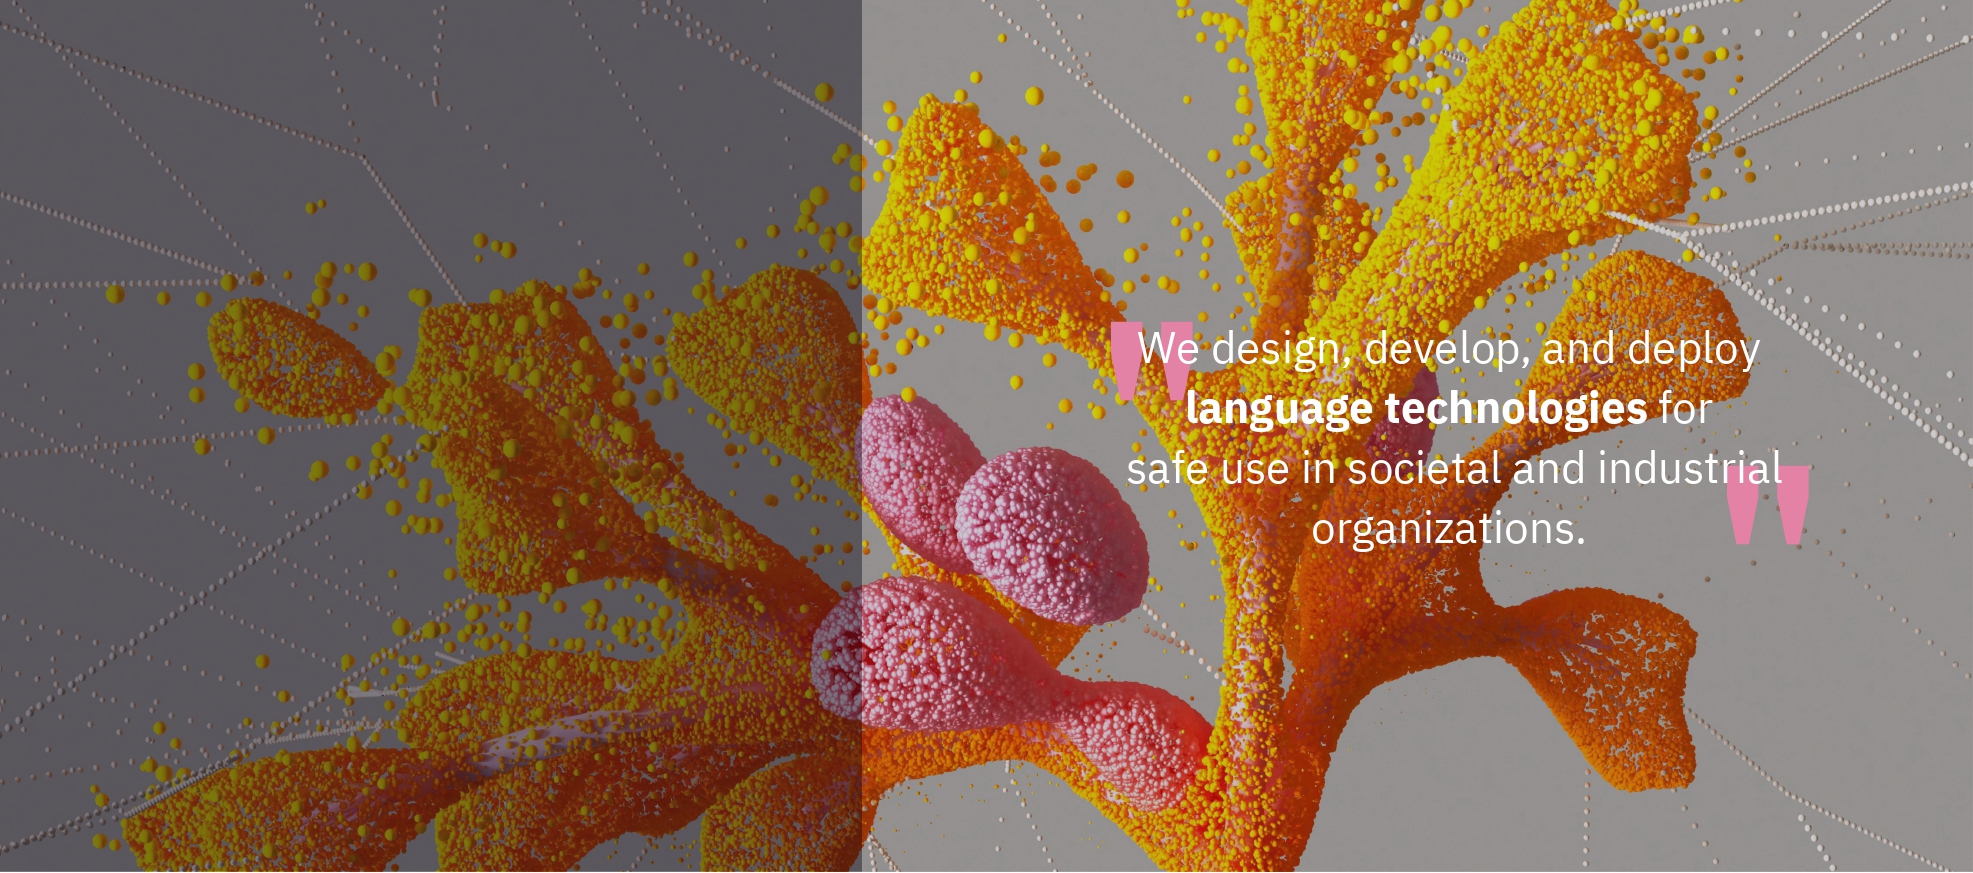 "We design, develop, and deploy
language technologies for
safe use in societal and industrial
organizations."